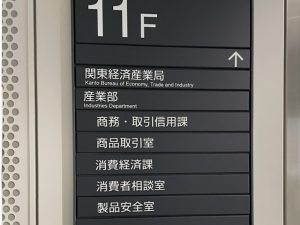 11F
↑
関東経済産業局
Kanto Bureau of Economy, Trade and Industry
産業部
Industries Department
商務・取引信用課
商品取引室
消費経済課
消費者相談室
製品安全室